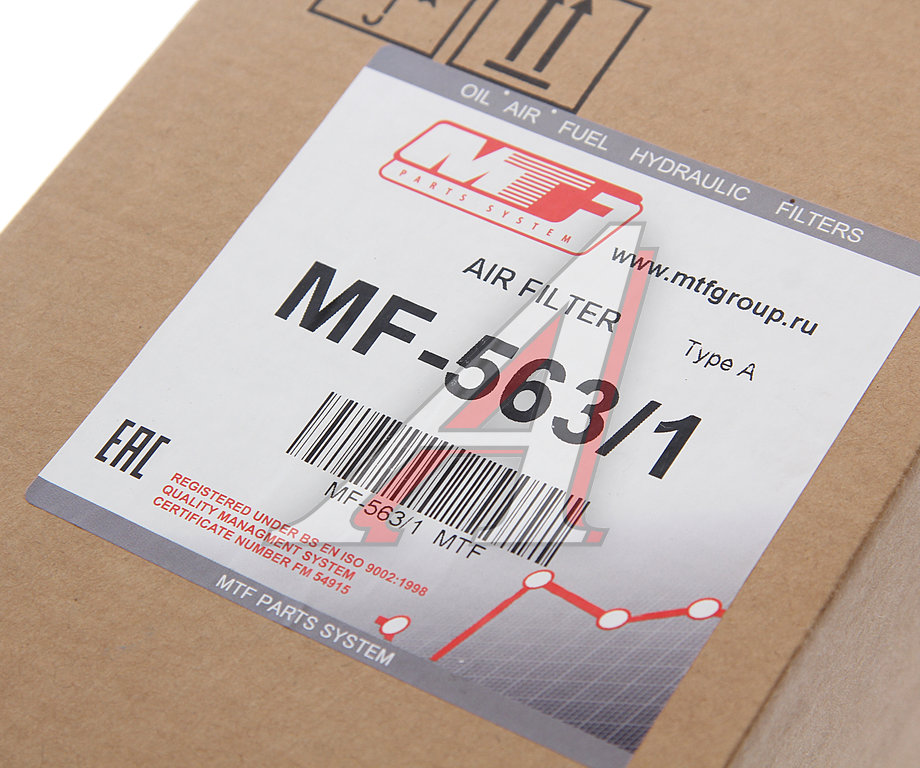 OIL • AIR • FUEL HYDRAULIC FILTERS
MTF
PARTS SYSTEM
www.mtfgroup.ru
AIR FILTER
Type A
MF-563/1
MF-563/1 MTF
EAC
REGISTERED UNDER BS EN ISO 9002:1998
QUALITY MANAGMENT SYSTEM
CERTIFICATE NUMBER FM 54915
MTF PARTS SYSTEM